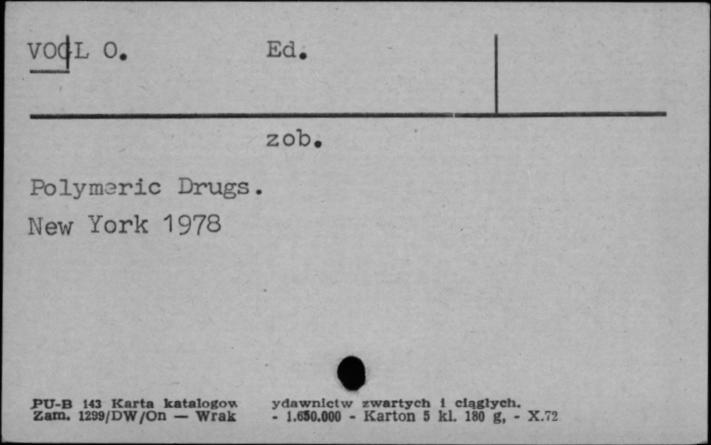 VOGL O. Ed.
zob.
Polymeric Drugs.
New York 1978
PU-B 143 Karta katalogow ydawnictw zwartych i ciągłych.
Zam. 1299/DW/On — Wrak - 1.650.000 - Karton 5 kl. 180 g, - X.72